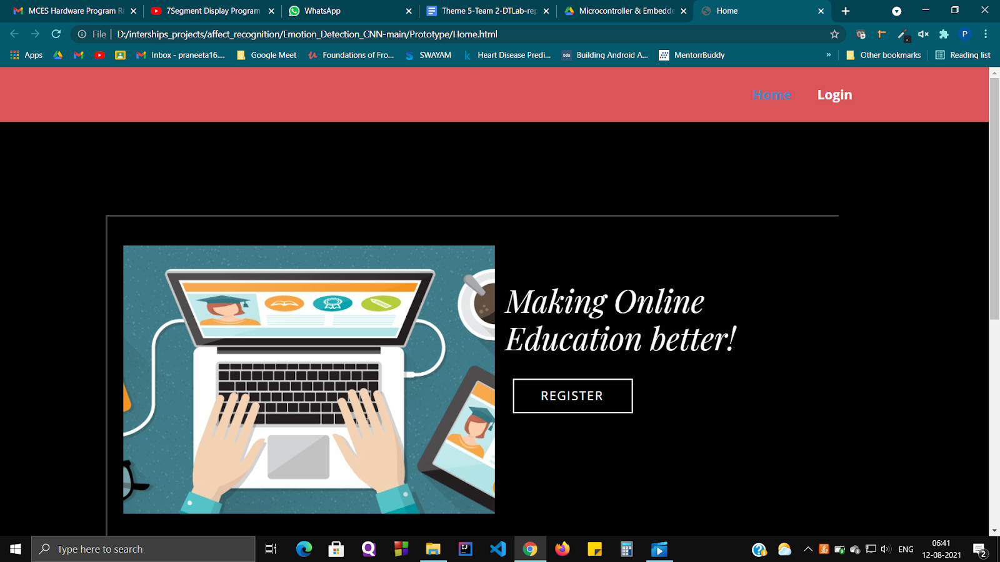 MCES Hardware Program Re
7Segment Display Program
WhatsApp
Theme 5-Team 2-DTLab-rep
Microcontroller & Embedde
Home
File
D:/interships_projects/affect_recognition/Emotion_Detection_CNN-main/Prototype/Home.html
P
Apps
Inbox - praneeta16....
Google Meet
Foundations of Fro...
SWAYAM
Heart Disease Predi...
tds
Building Android A...
MentorrBuddy
»
Other bookmarks
Reading list
Home
Login
Making Online
Education better!
REGISTER
Type here to search
IJ
ENG
06:41
12-08-2021
2